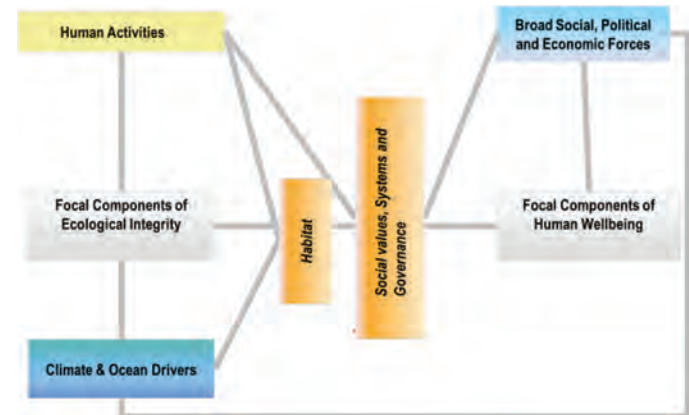 Human Activities
Broad Social, Political
and Economic Forces
Focal Components of
Ecological Integrity
Habitat
Social values, Systems and
Governance
Focal Components of
Human Wellbeing
Climate & Ocean Drivers